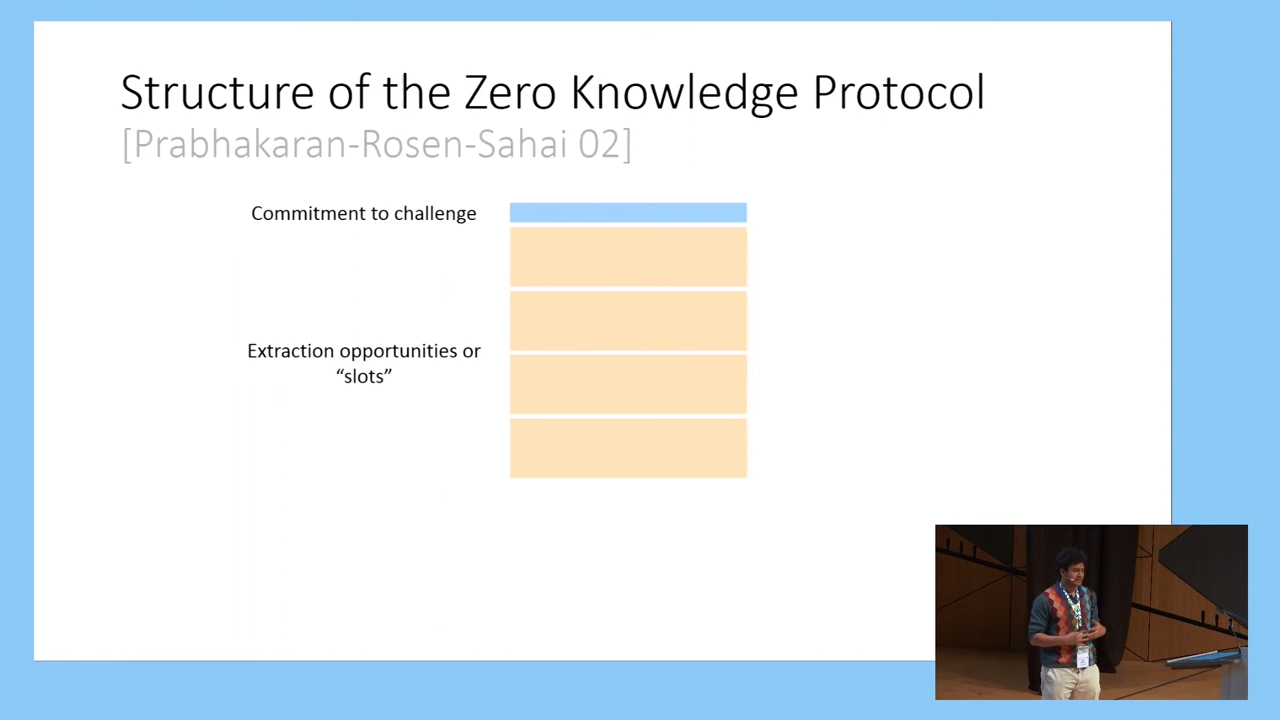 Structure of the Zero Knowledge Protocol
[Prabhakaran-Rosen-Sahai 02]
Commitment to challenge
Extraction opportunities or
“slots”